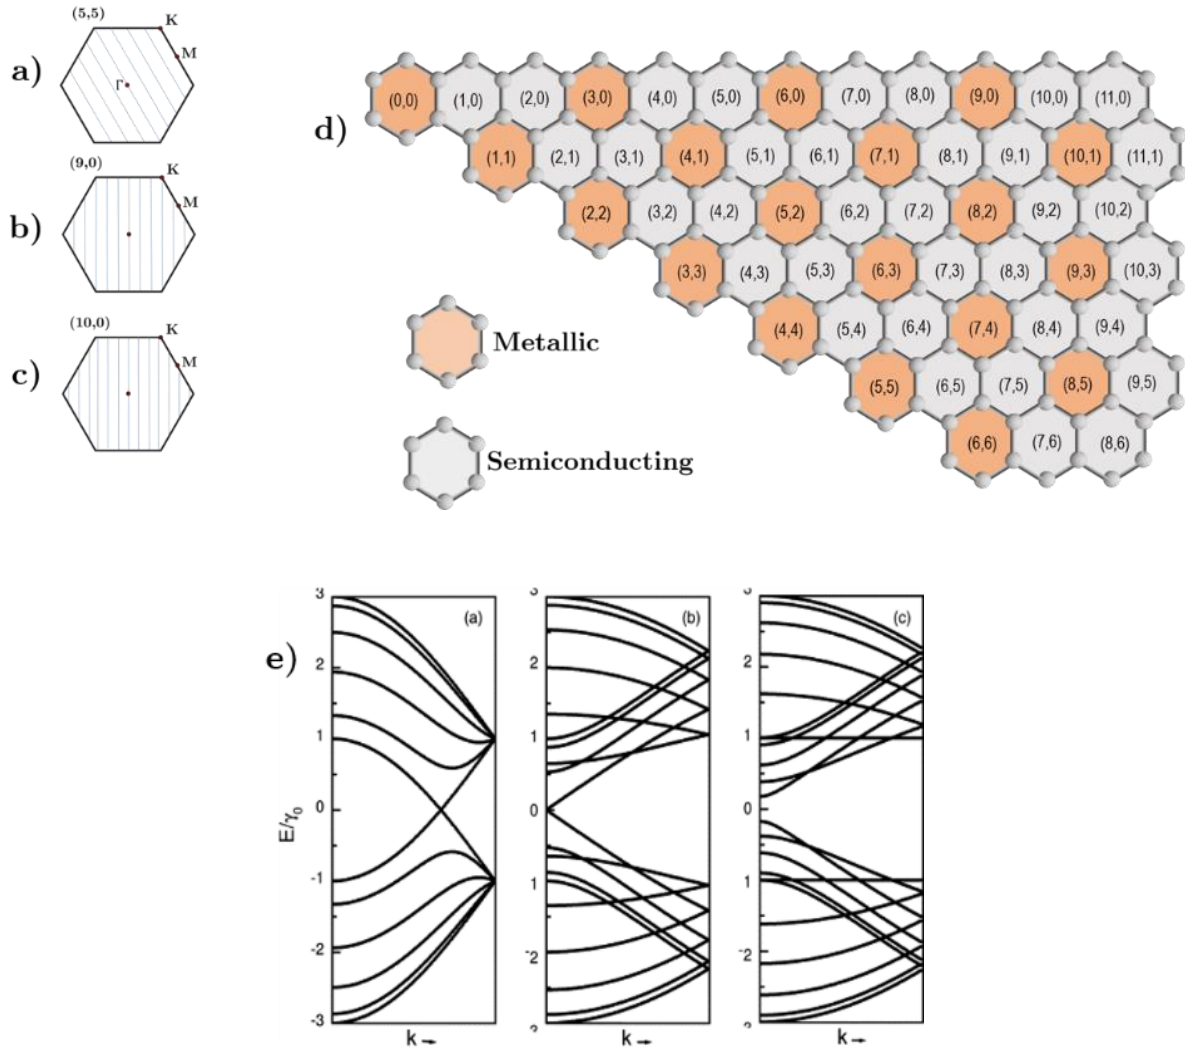 (5,5)
K
a)
M
Γ
(9,0)
K
b)
M
(10,0)
K
c)
M
d)
(0,0) (1,0) (2,0) (3,0) (4,0) (5,0) (6,0) (7,0) (8,0) (9,0) (10,0) (11,0)
(1,1) (2,1) (3,1) (4,1) (5,1) (6,1) (7,1) (8,1) (9,1) (10,1) (11,1)
(2,2) (3,2) (4,2) (5,2) (6,2) (7,2) (8,2) (9,2) (10,2)
(3,3) (4,3) (5,3) (6,3) (7,3) (8,3) (9,3) (10,3)
(4,4) (5,4) (6,4) (7,4) (8,4) (9,4)
(5,5) (6,5) (7,5) (8,5) (9,5)
(6,6) (7,6) (8,6)
Metallic
Semiconducting
e)
3
2
1
0
-1
-2
-3
E/γ0
(a)
k→
2
1
0
1
-2
(b)
k→
2
1
0
1
-2
(c)
k→